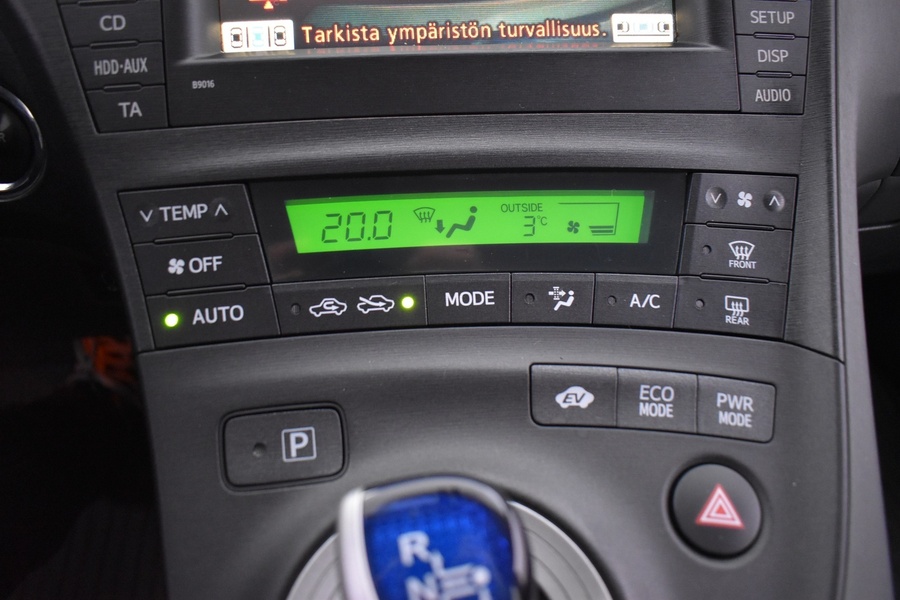 CD
HDD·AUX
TA
Tarkista ympäristön turvallisuus.
B9016
SETUP
DISP
AUDIO
TEMP
OFF
AUTO
20.0
OUTSIDE
3°C
MODE
A/C
FRONT
REAR
EV
ECO
MODE
PWR
MODE
P
R
N